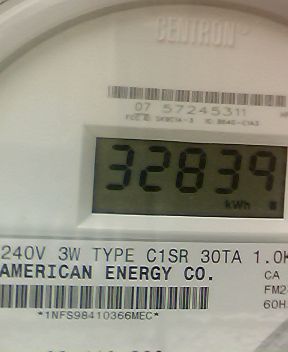 CENTRON
07 57245311
32839
kWh
240V 3W TYPE C1SR 30TA 1.0K
AMERICAN ENERGY CO.
CA
FM2
60H
*1NFS98410366MEC*